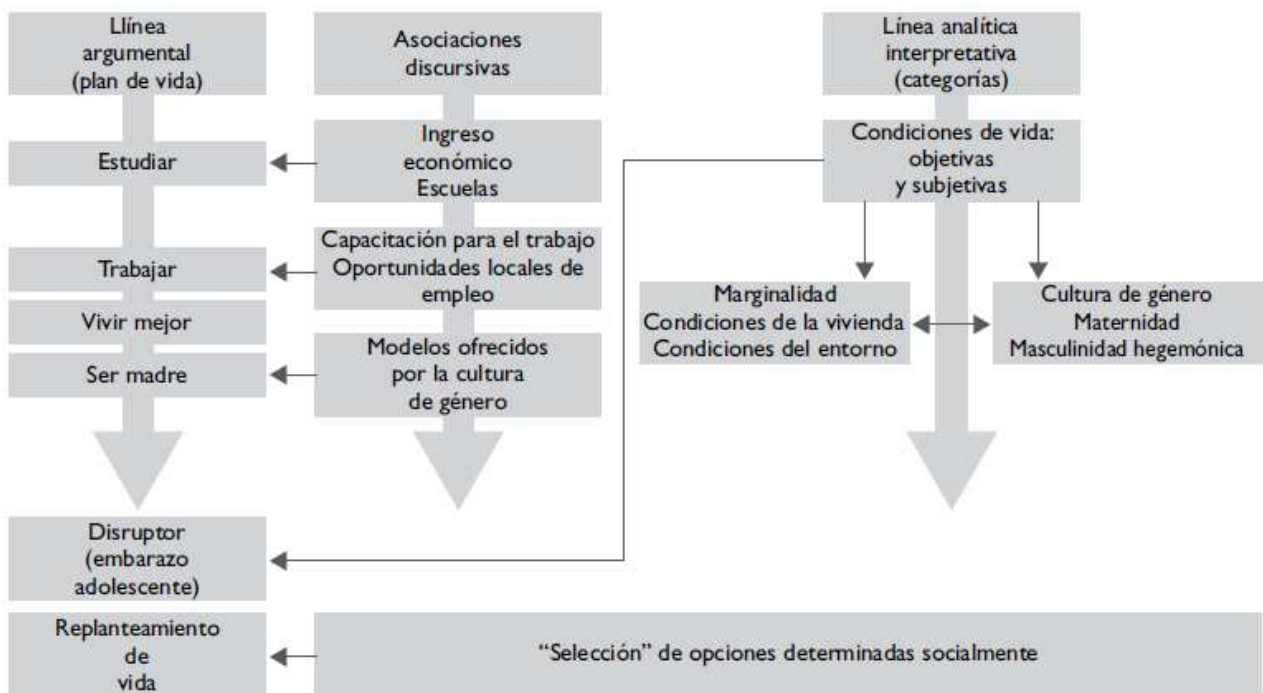 Llínea
argumental
(plan de vida)
Asociaciones
discursivas
Línea analítica
interpretativa
(categorías)
Estudiar
Ingreso
económico
Escuelas
Condiciones de vida:
objetivas
y subjetivas
Trabajar
Capacitación para el trabajo
Oportunidades locales de
empleo
Vivir mejor
Marginalidad
Condiciones de la vivienda
Condiciones del entorno
Cultura de género
Maternidad
Masculinidad hegemónica
Ser madre
Modelos ofrecidos
por la cultura
de género
Disruptor
(embarazo
adolescente)
Replanteamiento
de
vida
“Selección” de opciones determinadas socialmente